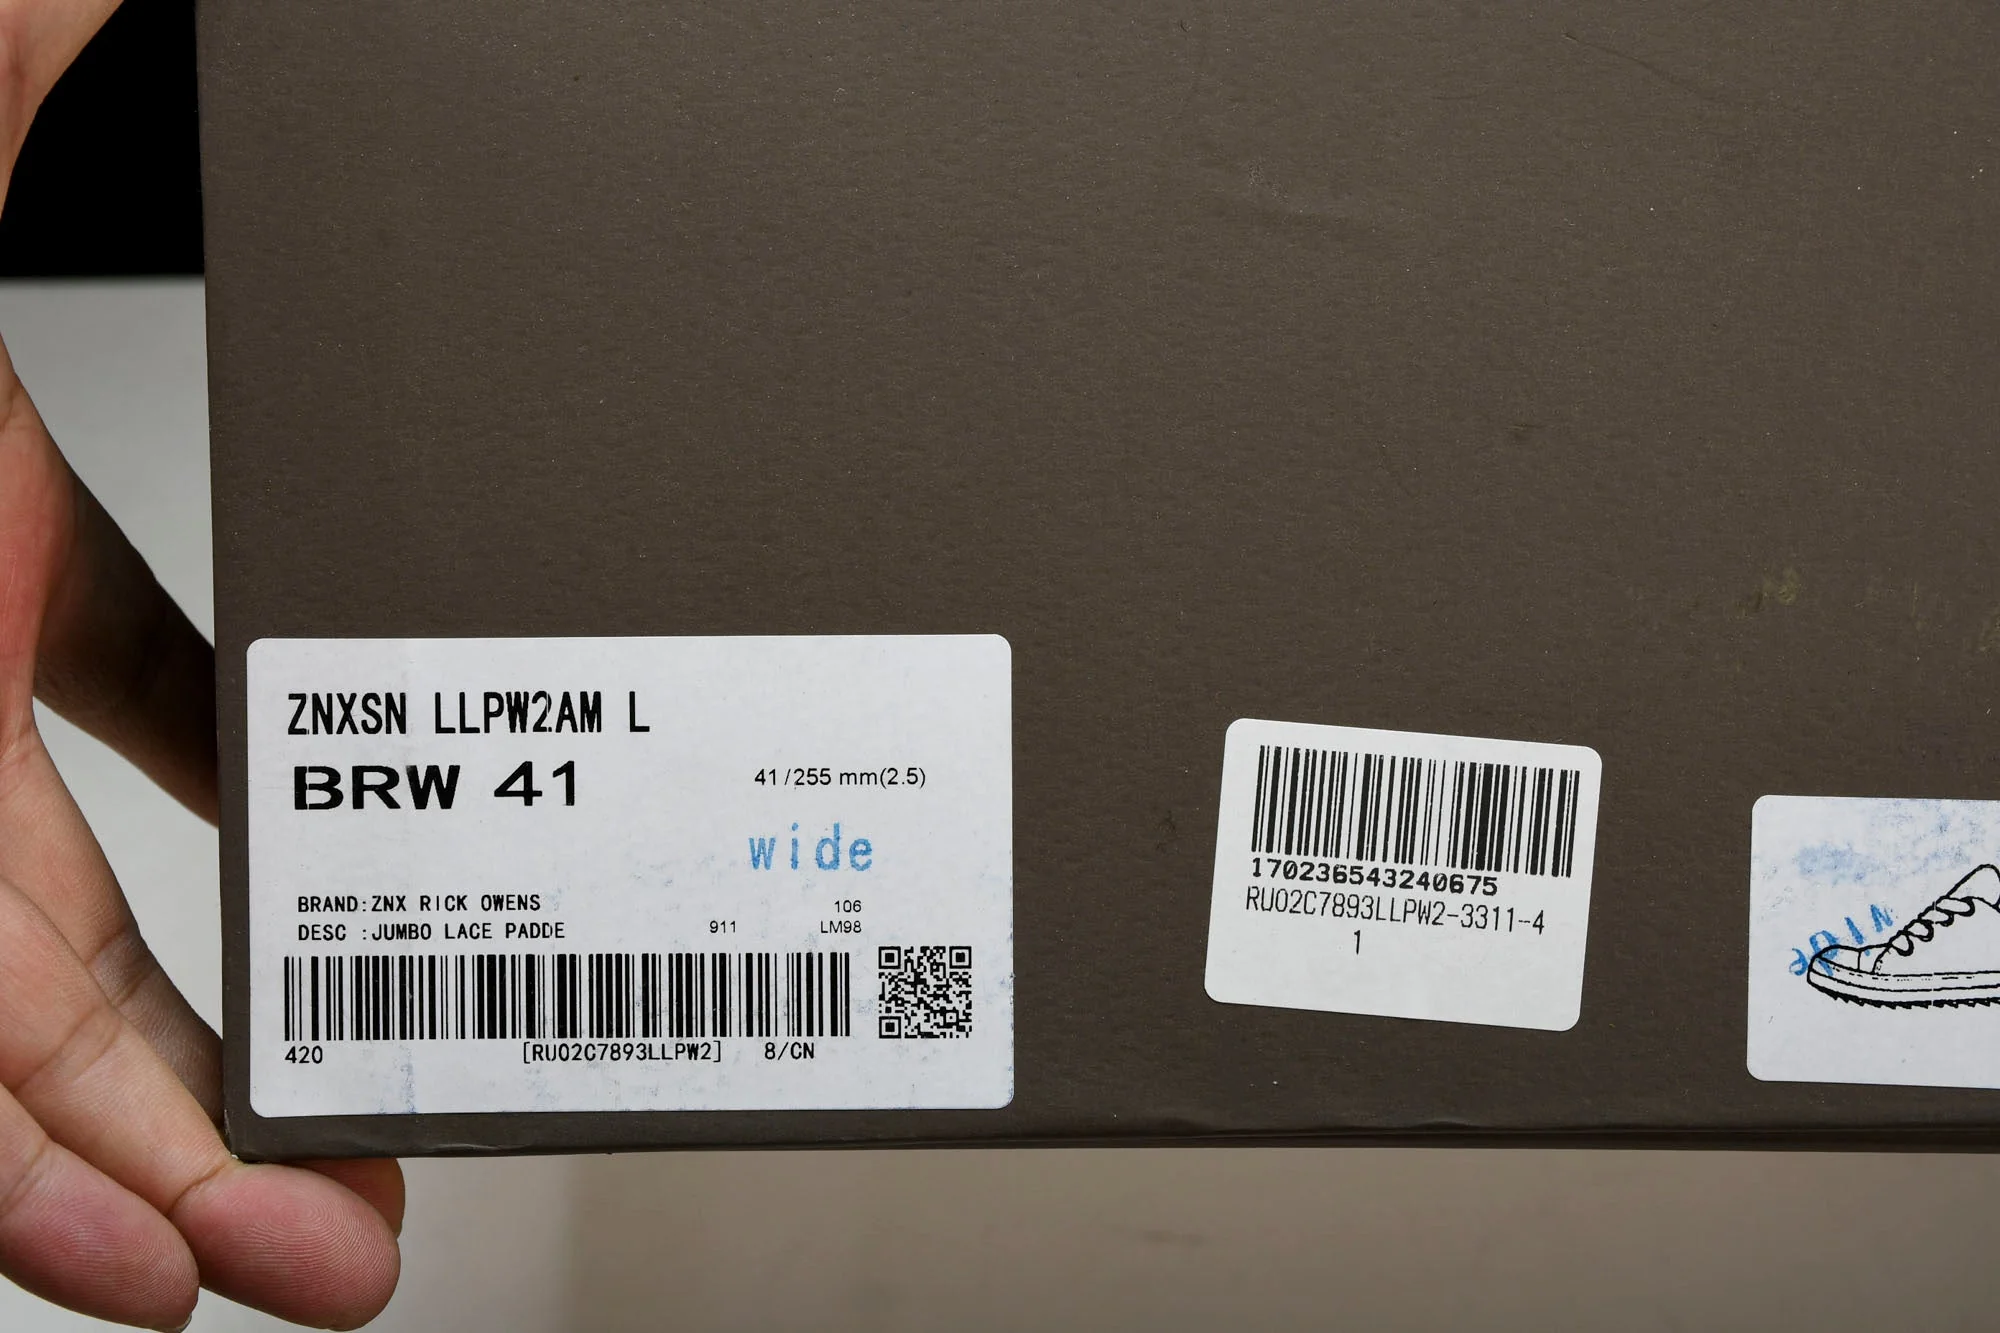 ZNXSN LLPW2AM L
BRW 41
41/255 mm(2.5)
wide
BRAND:ZNX RICK OWENS
106
DESC :JUMBO LACE PADDE
911
LM98
420
[RU02C7893LLPW2]
8/CN
170236543240675
RU02C7893LLPW2-3311-4
1
wide